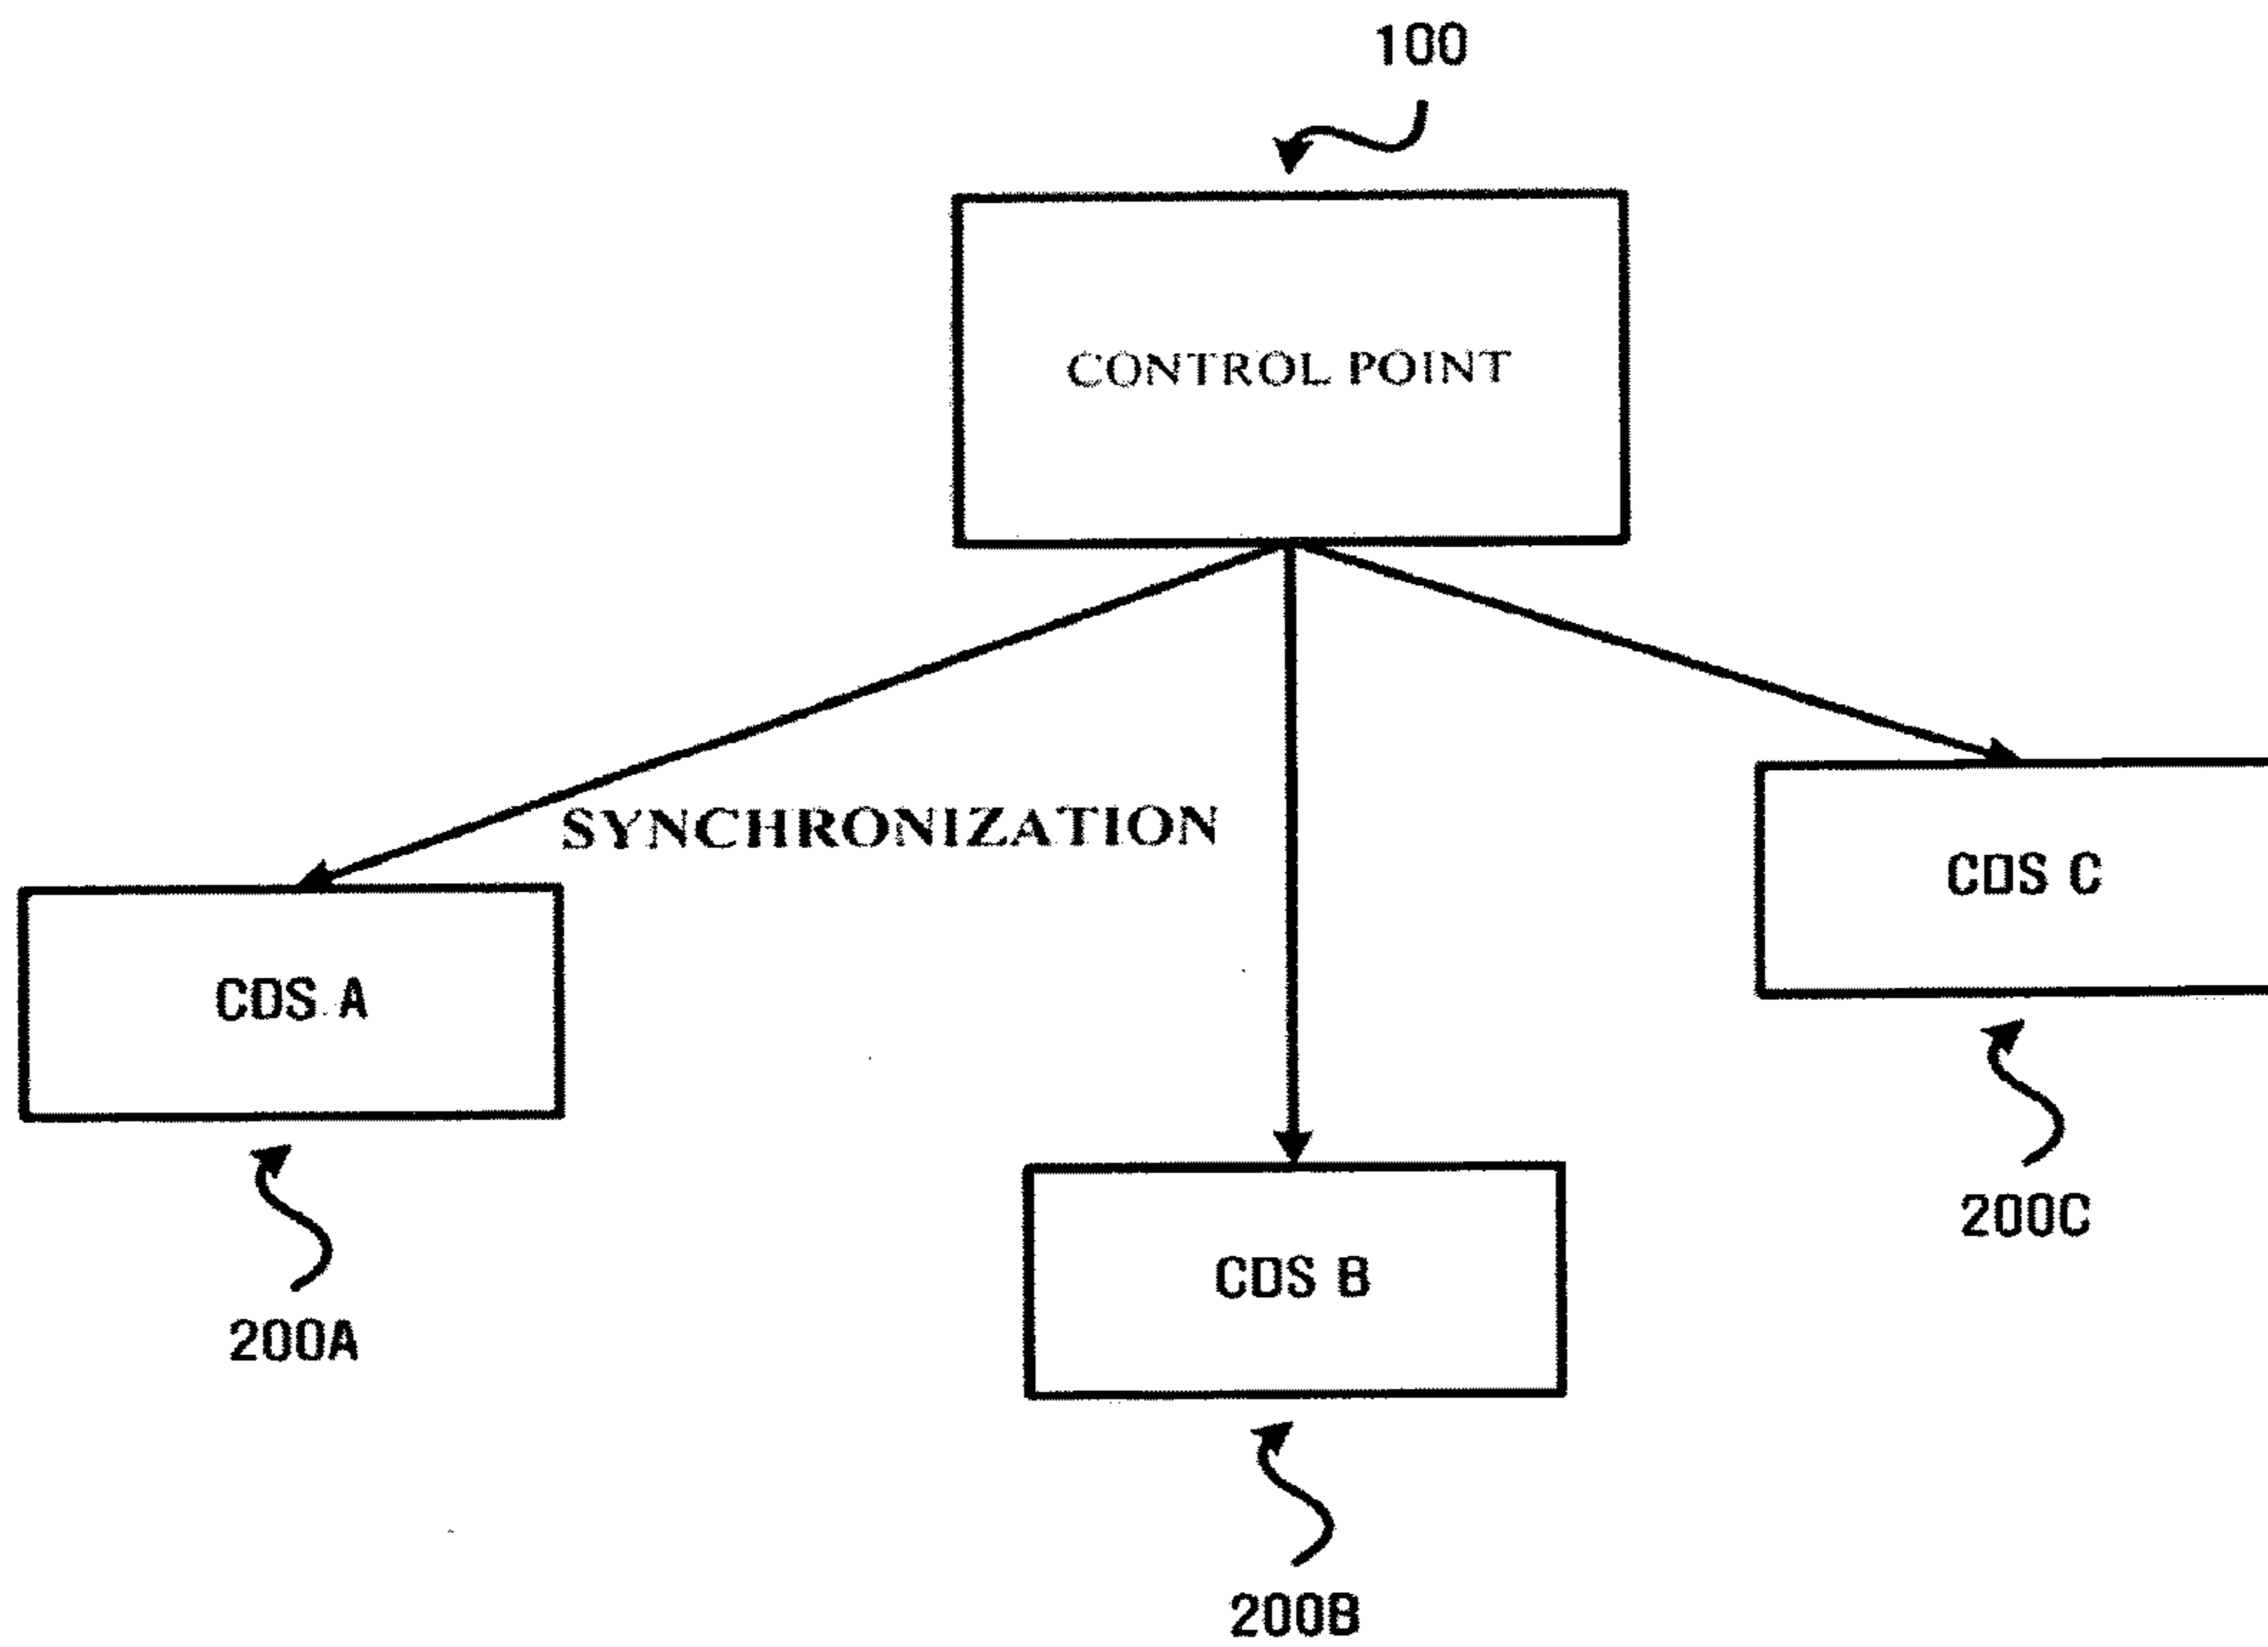 100
CONTROL POINT
SYNCHRONIZATION
CDS C
CDS A
200C
CDS B
200A
200B